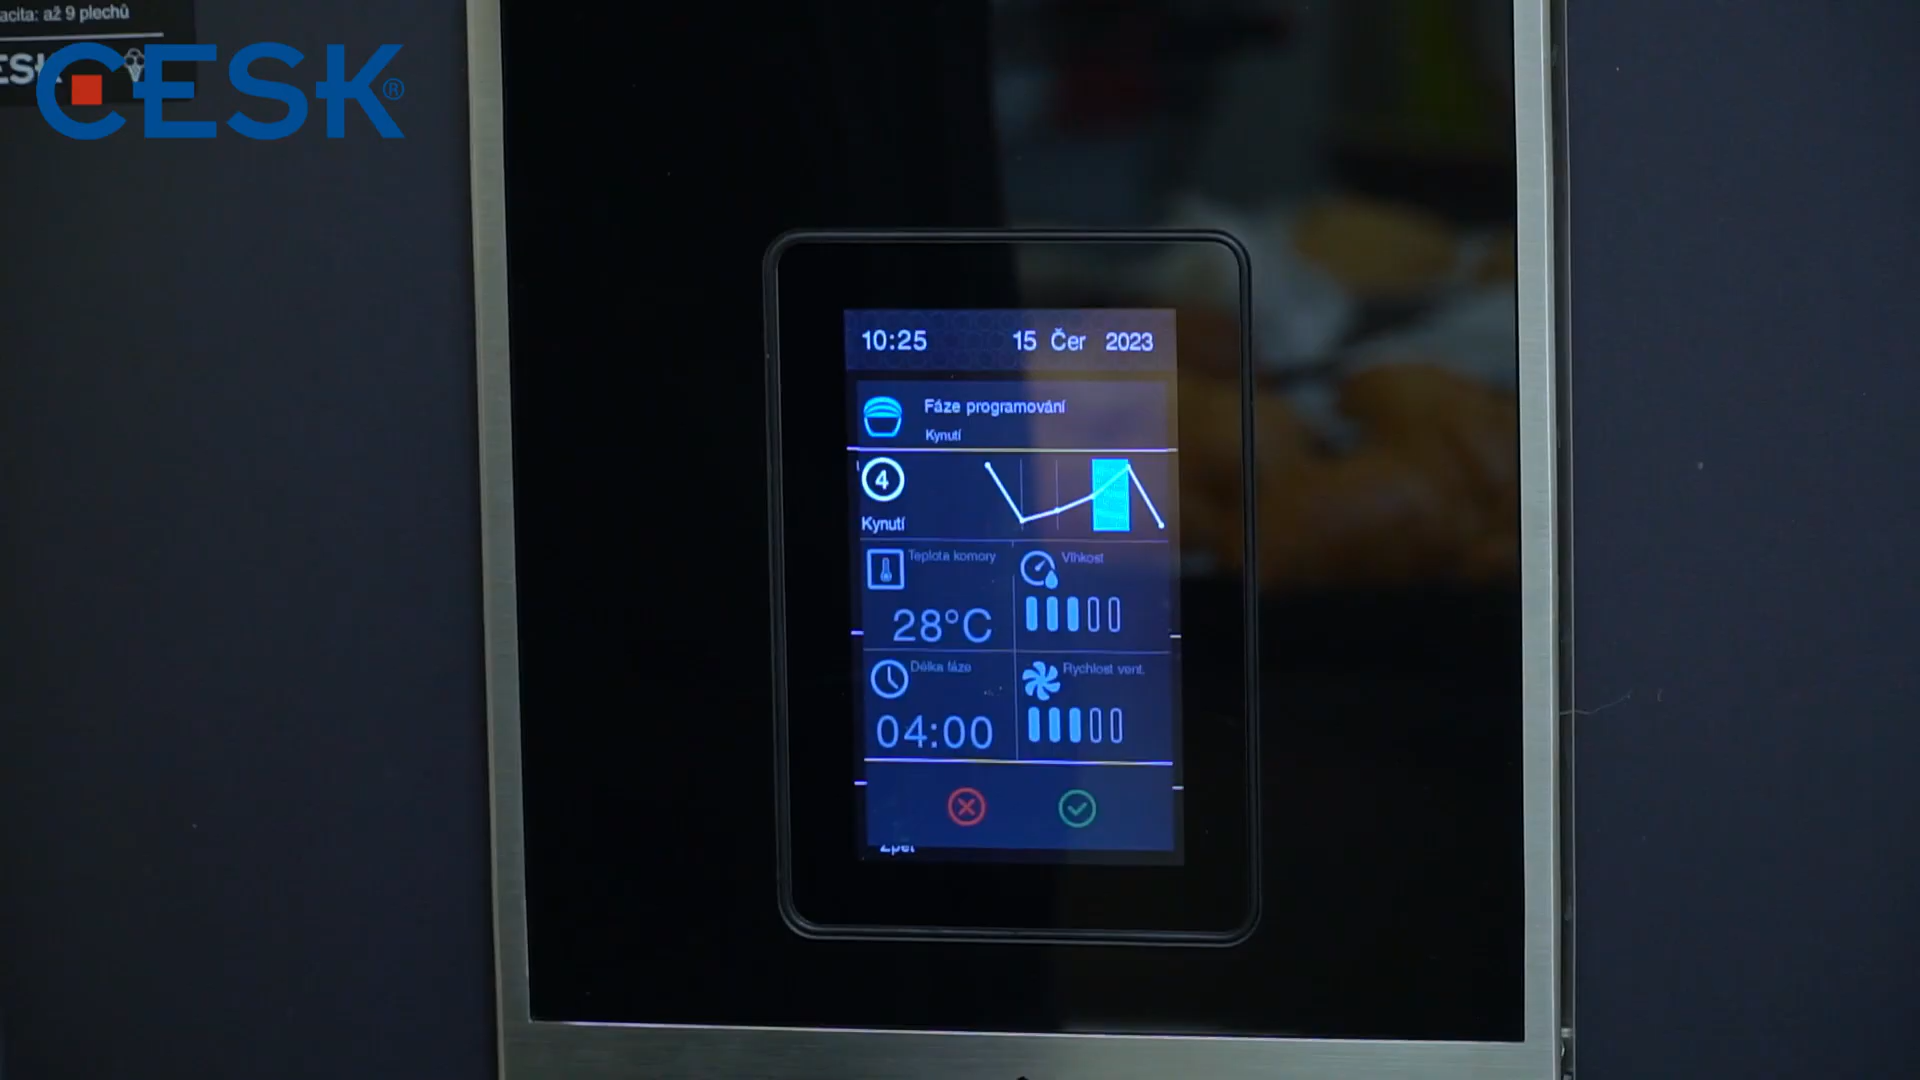 acita: až 9 plechů
ESK
CESK®
10:25 15 Čer 2023
Fáze programování
Kynutí
4
Kynutí
Teplota komory
Vlhkost
28°C
Délka fáze
Rychlost vent.
04:00
Zpět